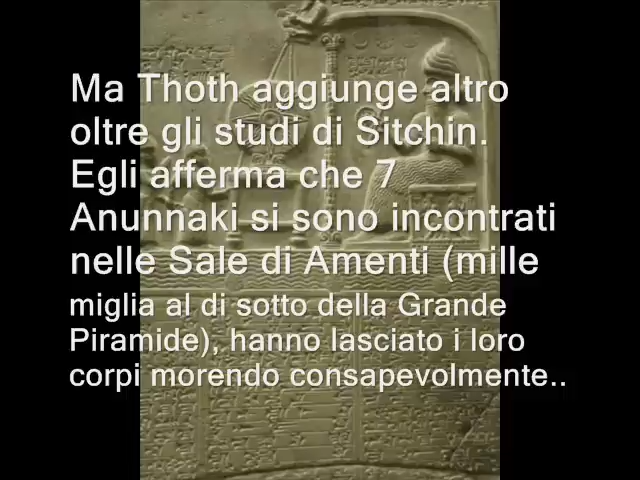 Ma Thoth aggiunge altro
oltre gli studi di Sitchin.
Egli afferma che 7
Anunnaki si sono incontrati
nelle Sale di Amenti (mille
miglia al di sotto della Grande
Piramide), hanno lasciato i loro
corpi morendo consapevolmente..